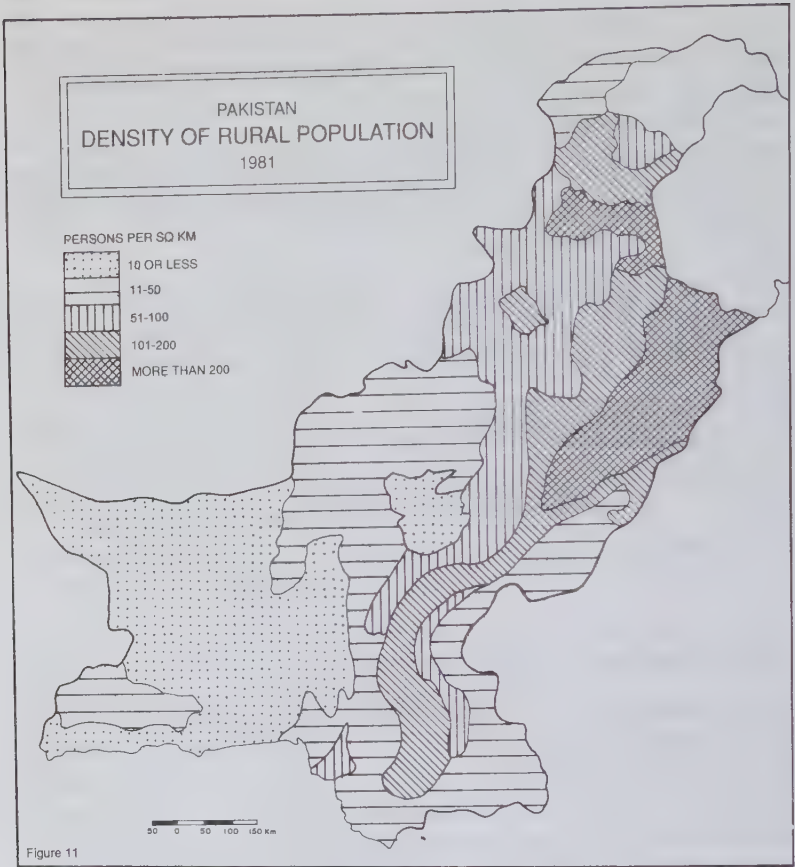 PAKISTAN
DENSITY OF RURAL POPULATION
1981
PERSONS PER SQ KM
10 OR LESS
11-50
51-100
101-200
MORE THAN 200
50 0 50 100 150 Km
Figure 11